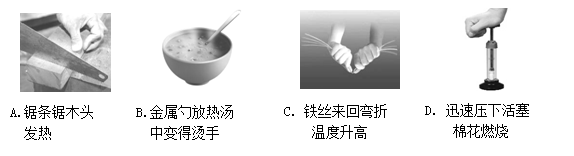 A.锯条锯木头
发热
B.金属勺放热汤
中变得烫手
C. 铁丝来回弯折
温度升高
D. 迅速压下活塞
棉花燃烧